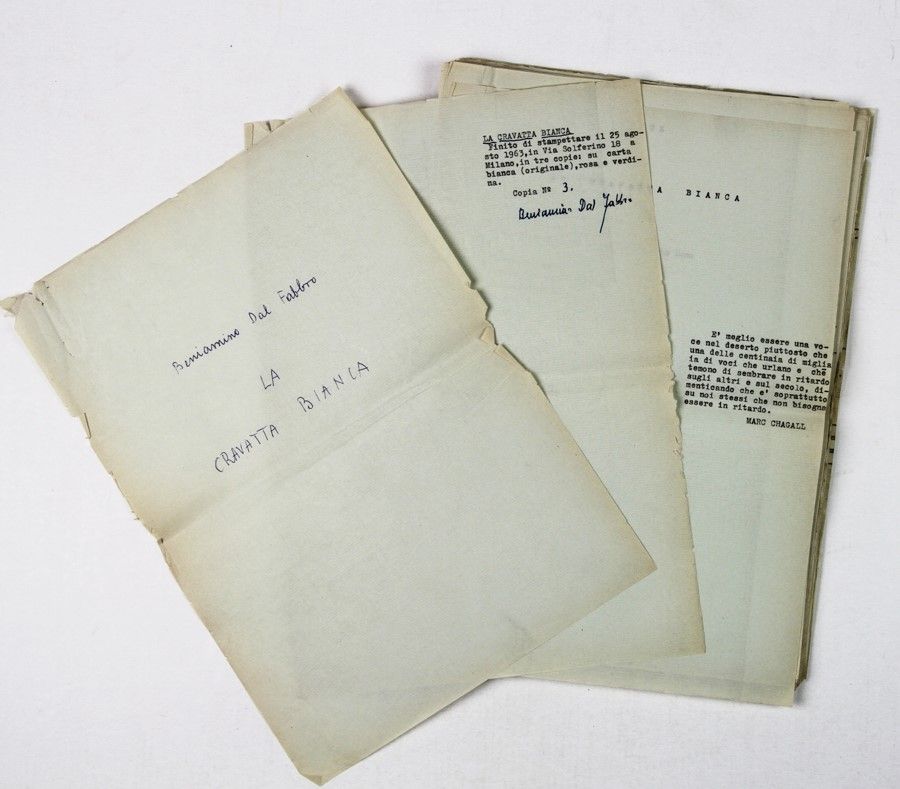 Beniamino Dal Fabbro
LA
CRAVATTA BIANCA
LA CRAVATTA BIANCA
Finito di stampettare il 25 ago-
sto 1963,in Via Solferino 18 a
Milano,in tre copie: su carta
bianca (originale),rosa e verdi-
na.
Copia Nº 3.
Beniamino Dal Fabbro
A BIANCA
E' meglio essere una vo-
ce nel deserto piuttosto che
una delle centinaia di miglia
ia di voci che urlano e che
temono di sembrare in ritardo
sugli altri e sul secolo, di-
menticando che e' soprattutto
su noi stessi che non bisogna
essere in ritardo.
MARC CHAGALL